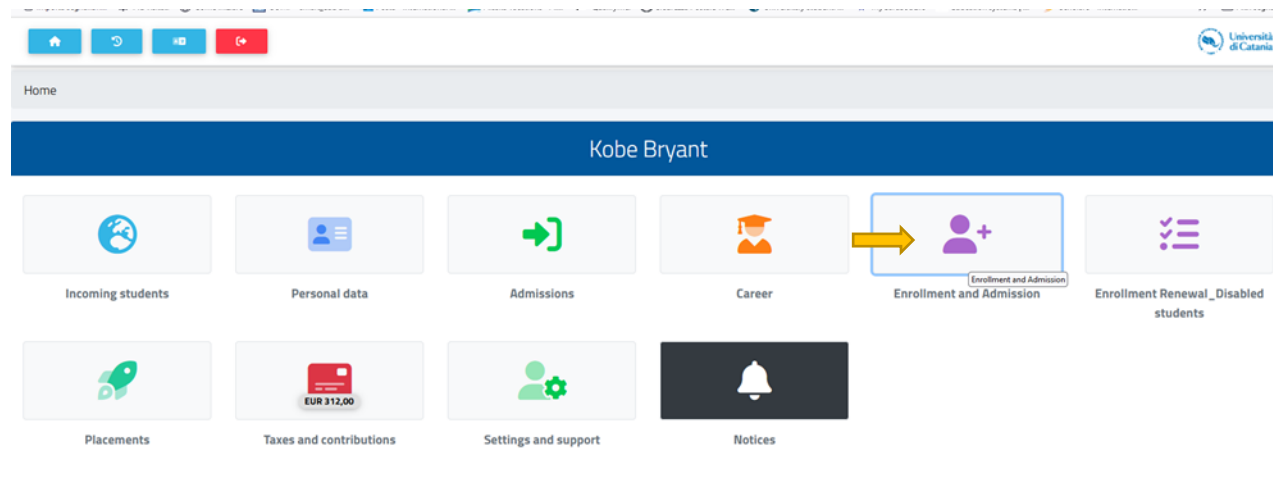 Università
di Catania
Home
Kobe Bryant
Incoming students
Personal data
Admissions
Career
Enrollment and Admission
Enrollment and Admission
Enrollment Renewal_Disabled
students
EUR 312,00
Placements
Taxes and contributions
Settings and support
Notices